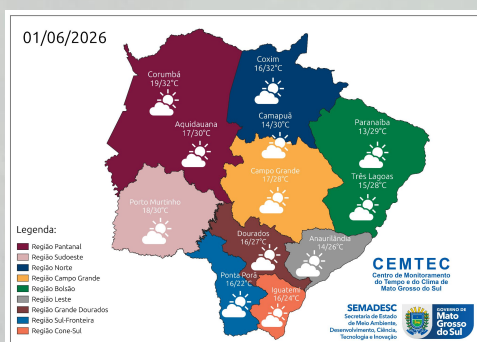 01/06/2026
Corumbá
19/32°C
Coxim
16/32°C
Camapuã
14/30°C
Aquidauana
17/30°C
Paranaíba
13/29°C
Campo Grande
17/28°C
Três Lagoas
15/28°C
Porto Murtinho
18/30°C
Dourados
16/27°C
Anaurilândia
14/26°C
Ponta Porã
16/22°C
Iguatemi
16/24°C
Legenda:
Região Pantanal
Região Sudoeste
Região Norte
Região Campo Grande
Região Bolsão
Região Leste
Região Grande Dourados
Região Sul-Fronteira
Região Cone-Sul
CEMTEC
Centro de Monitoramento
do Tempo e do Clima de
Mato Grosso do Sul
SEMADESC
Secretaria de Estado
de Meio Ambiente,
Desenvolvimento, Ciência,
Tecnologia e Inovação
GOVERNO DE
Mato
Grosso
do Sul